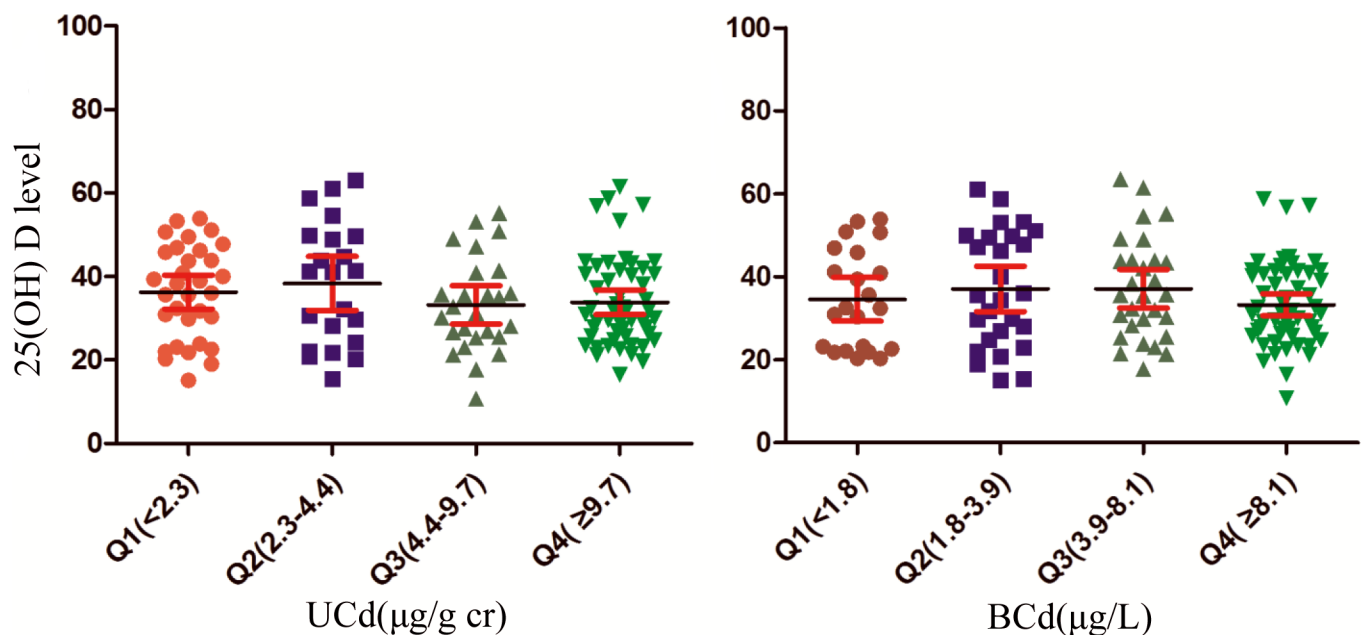 25(OH) D level
100
80
60
40
20
0
Q1(<2.3)
Q2(2.3-4.4)
Q3(4.4-9.7)
Q4( ≥9.7)
UCd(μg/g cr)
100
80
60
40
20
0
Q1(<1.8)
Q2(1.8-3.9)
Q3(3.9-8.1)
Q4( ≥8.1)
BCd(μg/L)